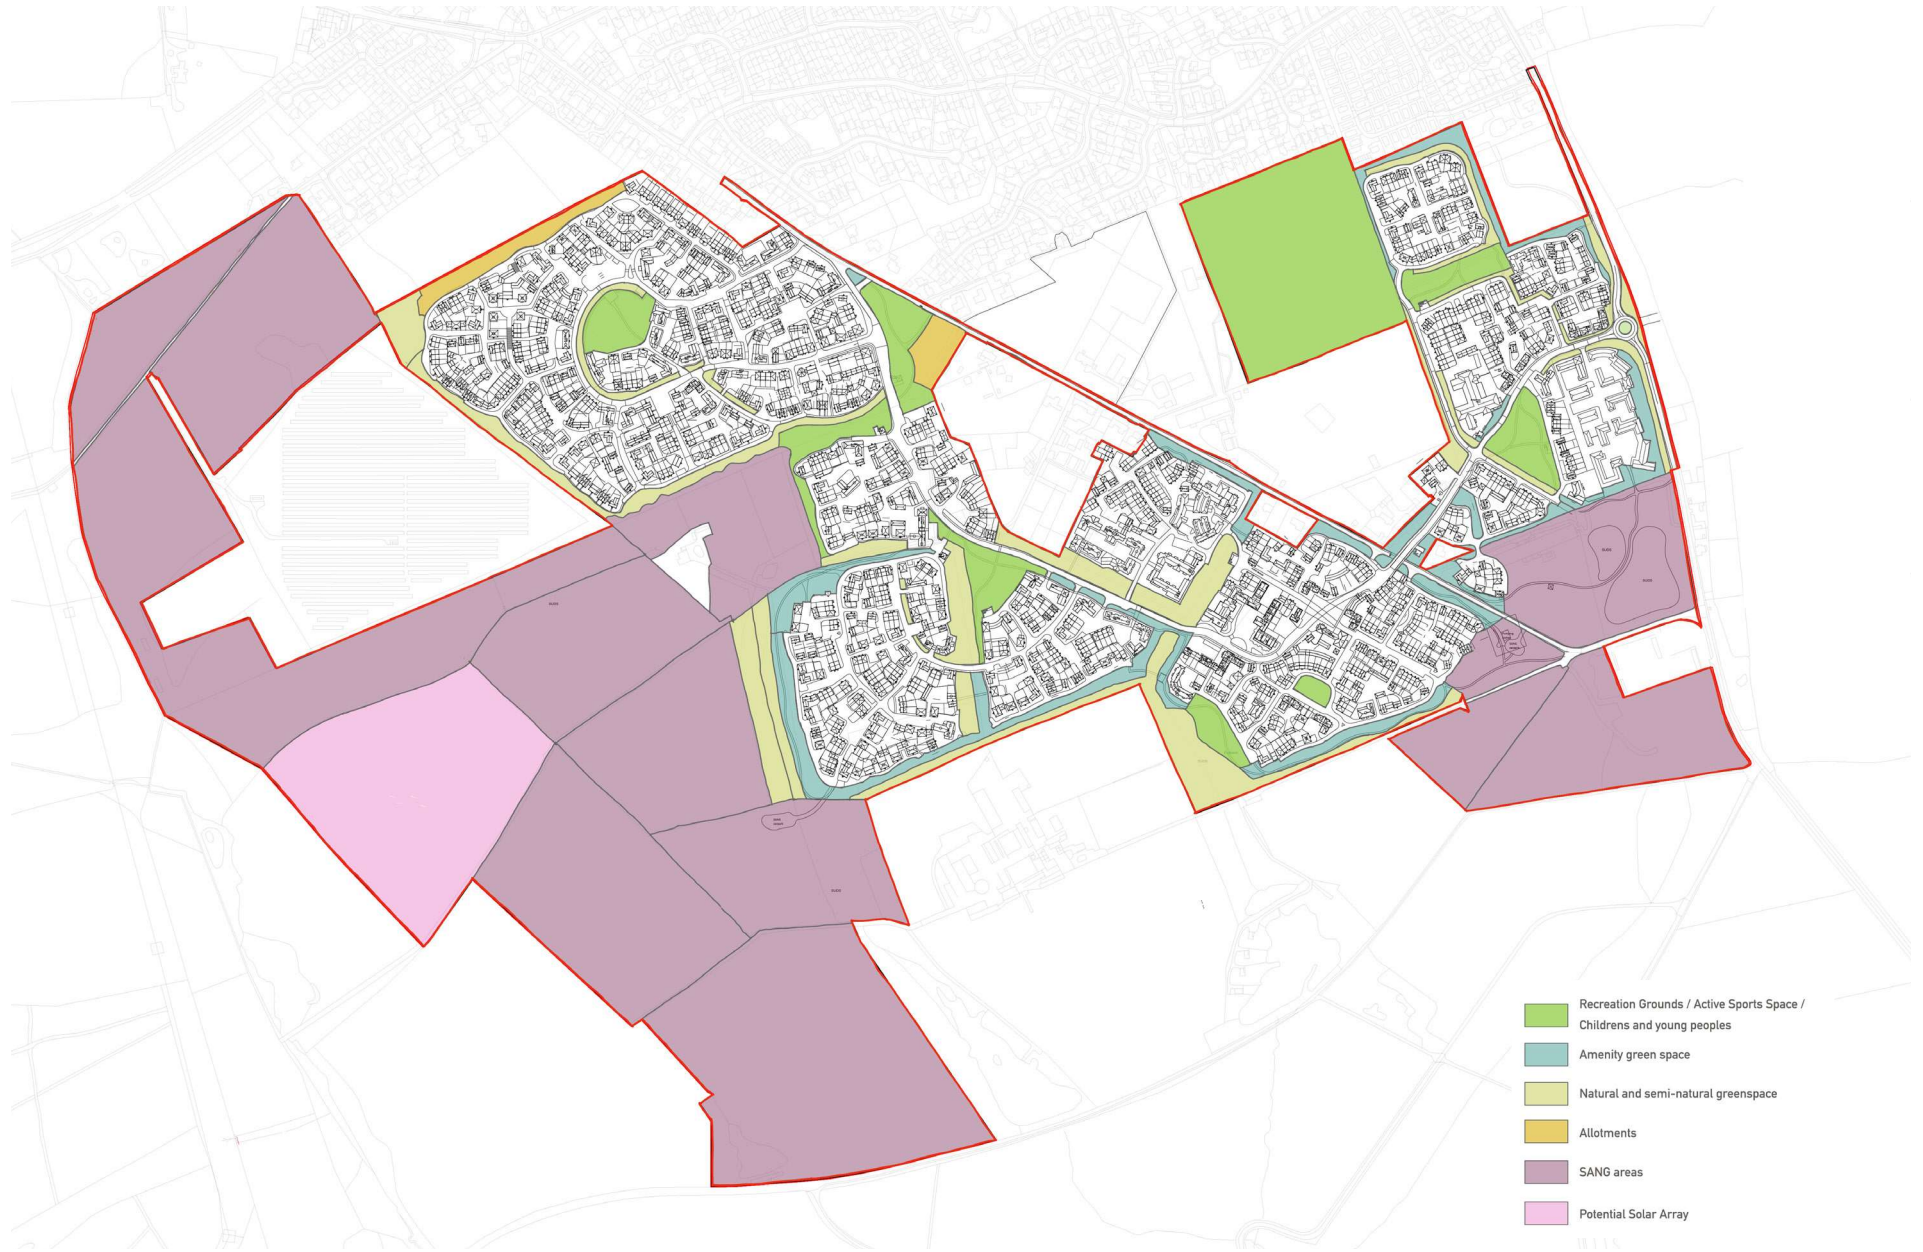 Recreation Grounds / Active Sports Space /
Childrens and young peoples
Amenity green space
Natural and semi-natural greenspace
Allotments
SANG areas
Potential Solar Array